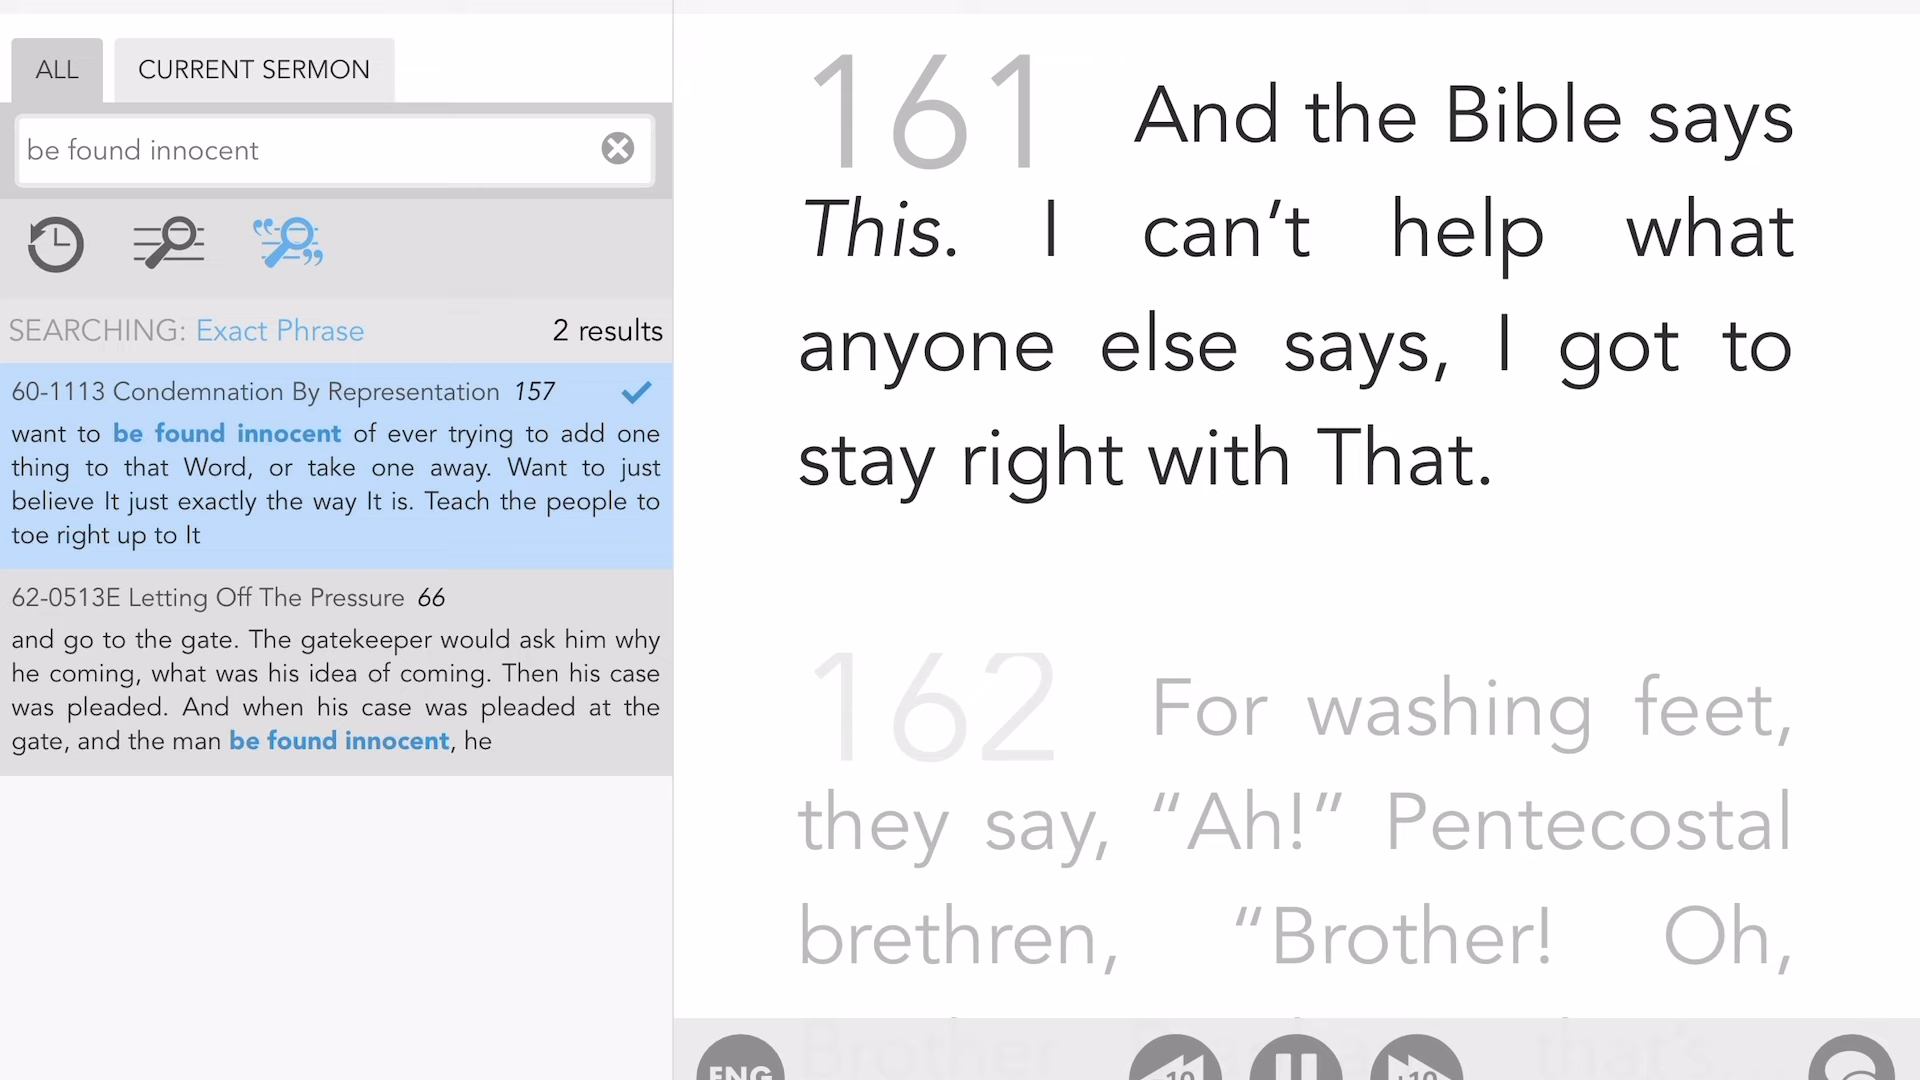 ALL
CURRENT SERMON
be found innocent
SEARCHING: Exact Phrase
2 results
60-1113 Condemnation By Representation 157
want to be found innocent of ever trying to add one
thing to that Word, or take one away. Want to just
believe It just exactly the way It is. Teach the people to
toe right up to It
62-0513E Letting Off The Pressure 66
and go to the gate. The gatekeeper would ask him why
he coming, what was his idea of coming. Then his case
was pleaded. And when his case was pleaded at the
gate, and the man be found innocent, he
161 And the Bible says
This. I can’t help what
anyone else says, I got to
stay right with That.
162 For washing feet,
they say, “Ah!” Pentecostal
brethren, “Brother! Oh,
Brother that's
ENG
-10
+10